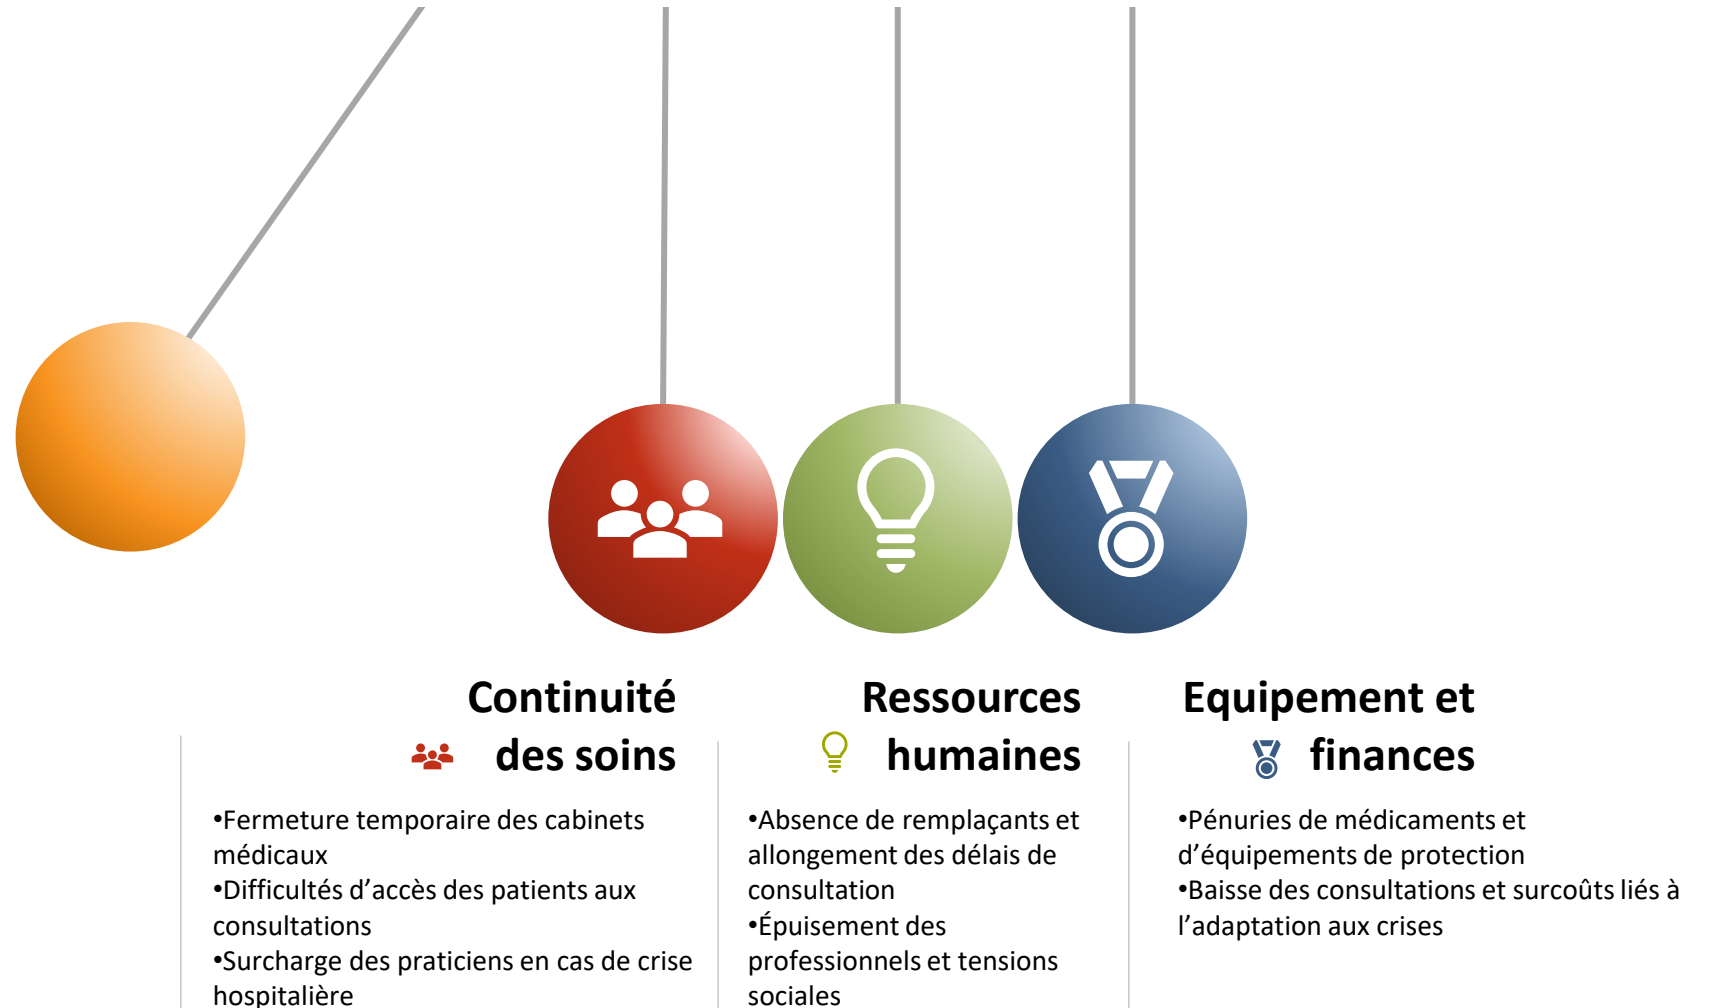 Continuité
des soins
•Fermeture temporaire des cabinets
médicaux
•Difficultés d’accès des patients aux
consultations
•Surcharge des praticiens en cas de crise
hospitalière
Ressources
humaines
•Absence de remplaçants et
allongement des délais de
consultation
•Épuisement des
professionnels et tensions
sociales
Equipement et
finances
•Pénuries de médicaments et
d’équipements de protection
•Baisse des consultations et surcoûts liés à
l’adaptation aux crises